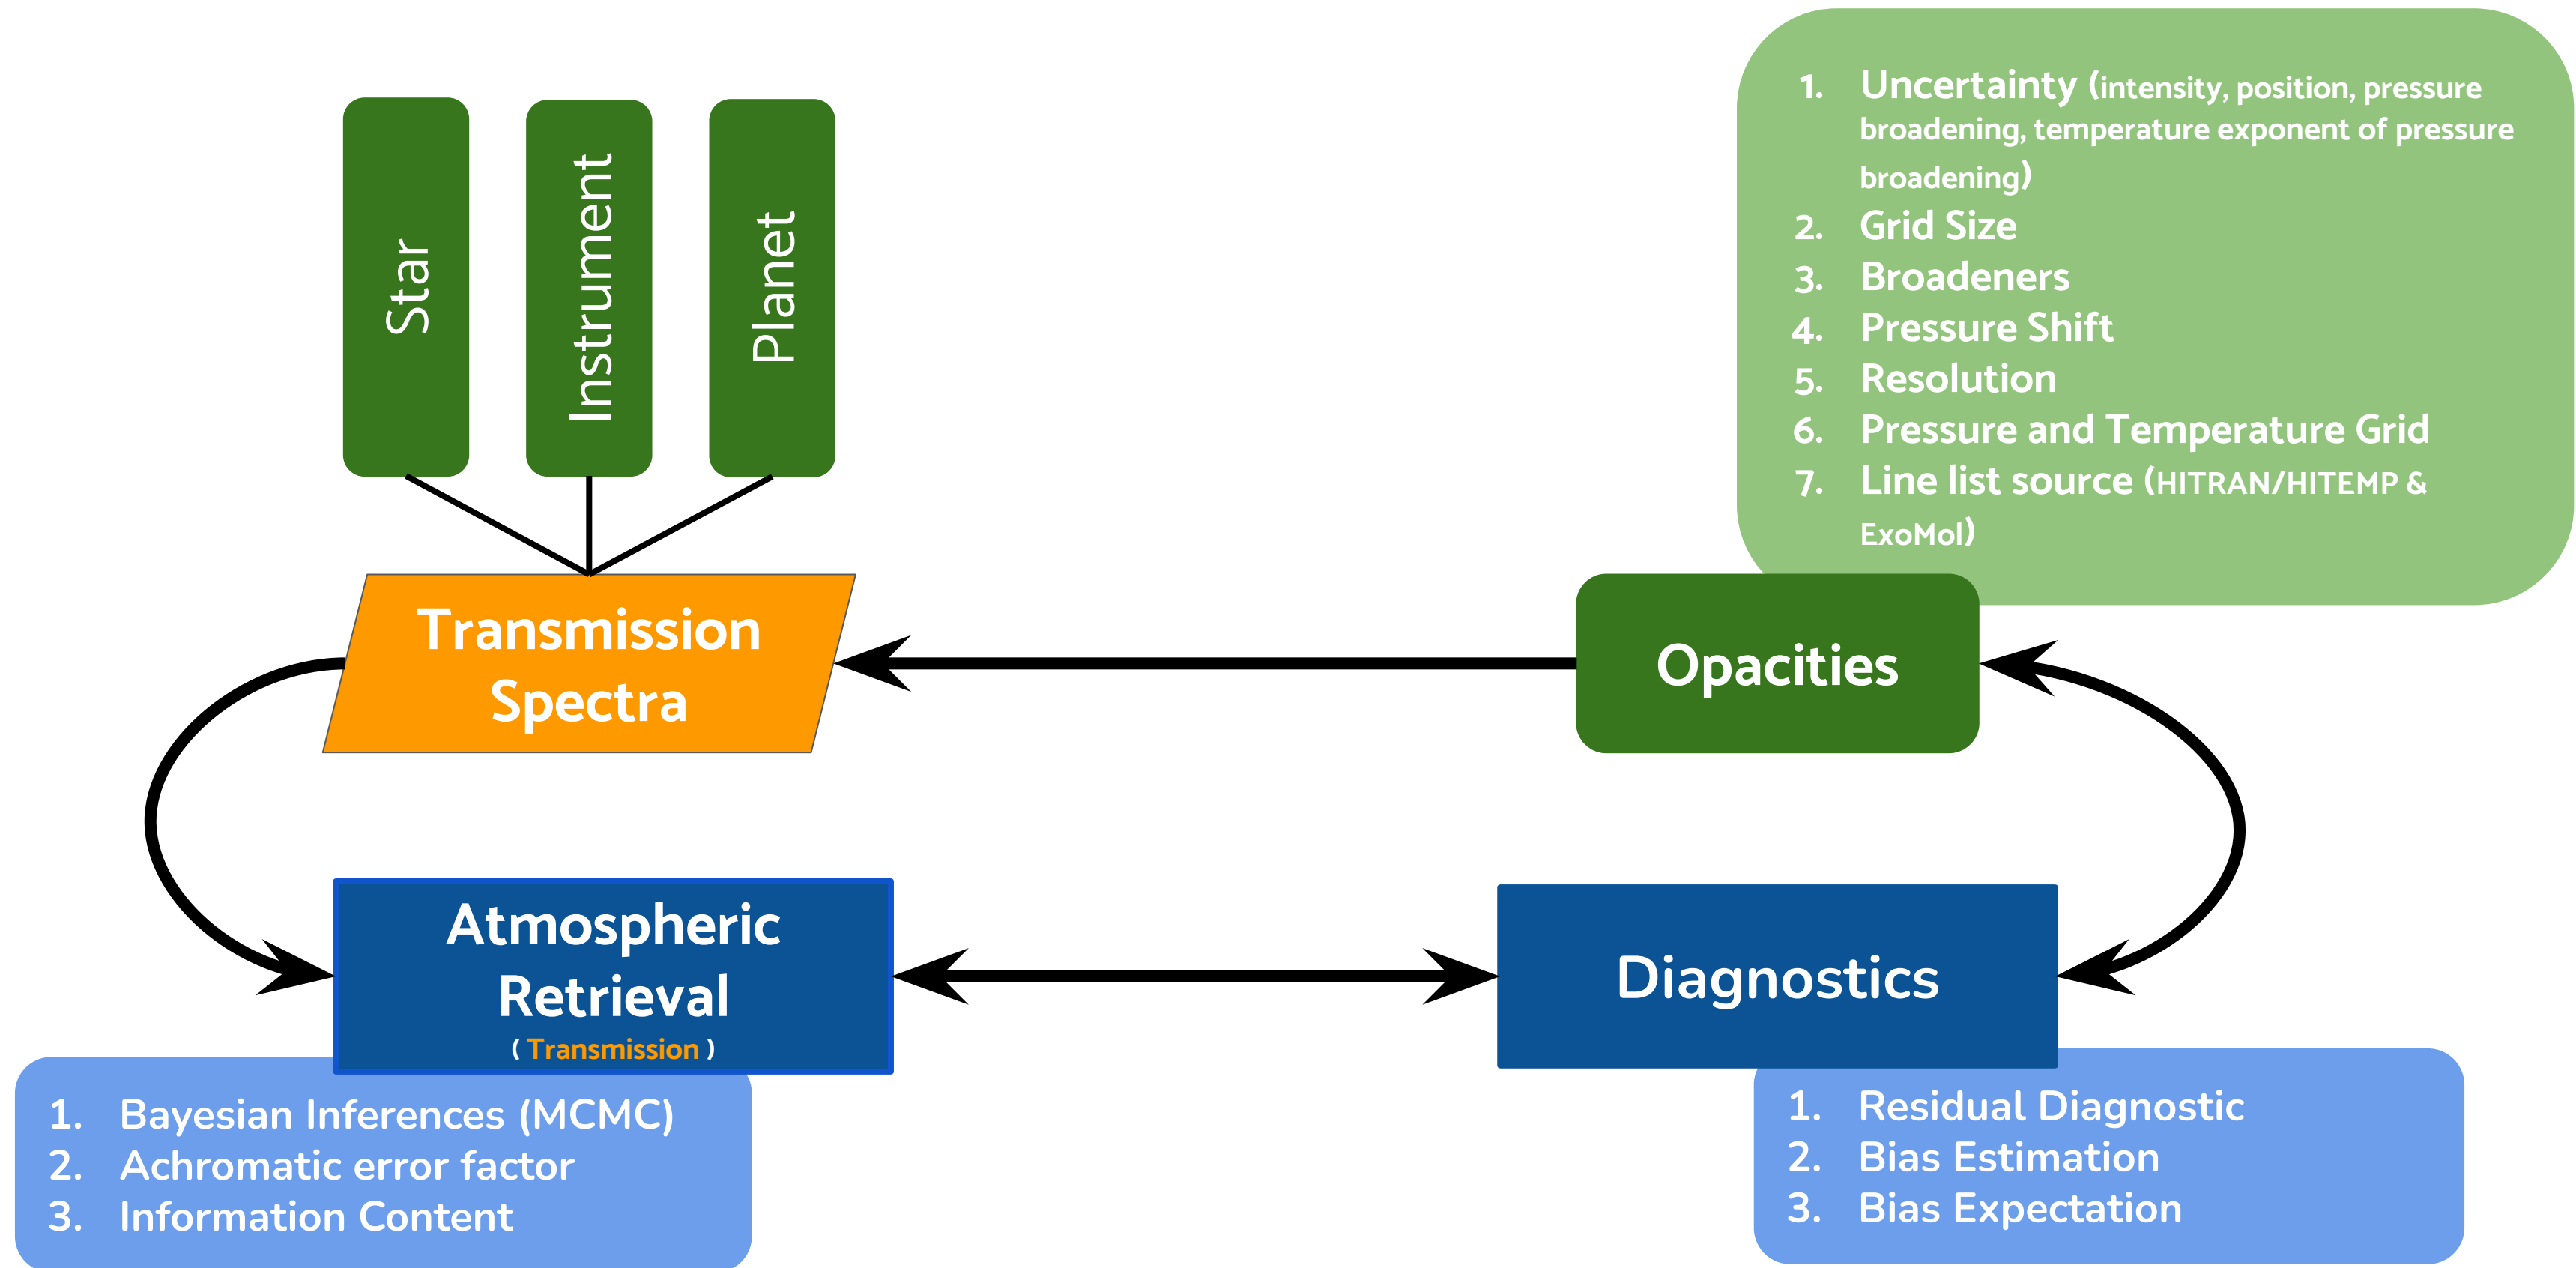 Star
Instrument
Planet
1. Uncertainty (intensity, position, pressure
broadening, temperature exponent of pressure
broadening)
2. Grid Size
3. Broadeners
4. Pressure Shift
5. Resolution
6. Pressure and Temperature Grid
7. Line list source (HITRAN/HITEMP &
ExoMol)
Transmission
Spectra
Opacities
Atmospheric
Retrieval
( Transmission )
Diagnostics
1. Bayesian Inferences (MCMC)
2. Achromatic error factor
3. Information Content
1. Residual Diagnostic
2. Bias Estimation
3. Bias Expectation